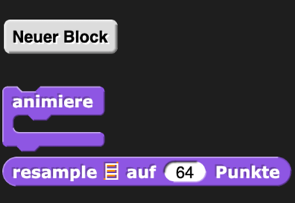 Neuer Block
animiere
resample auf 64 Punkte